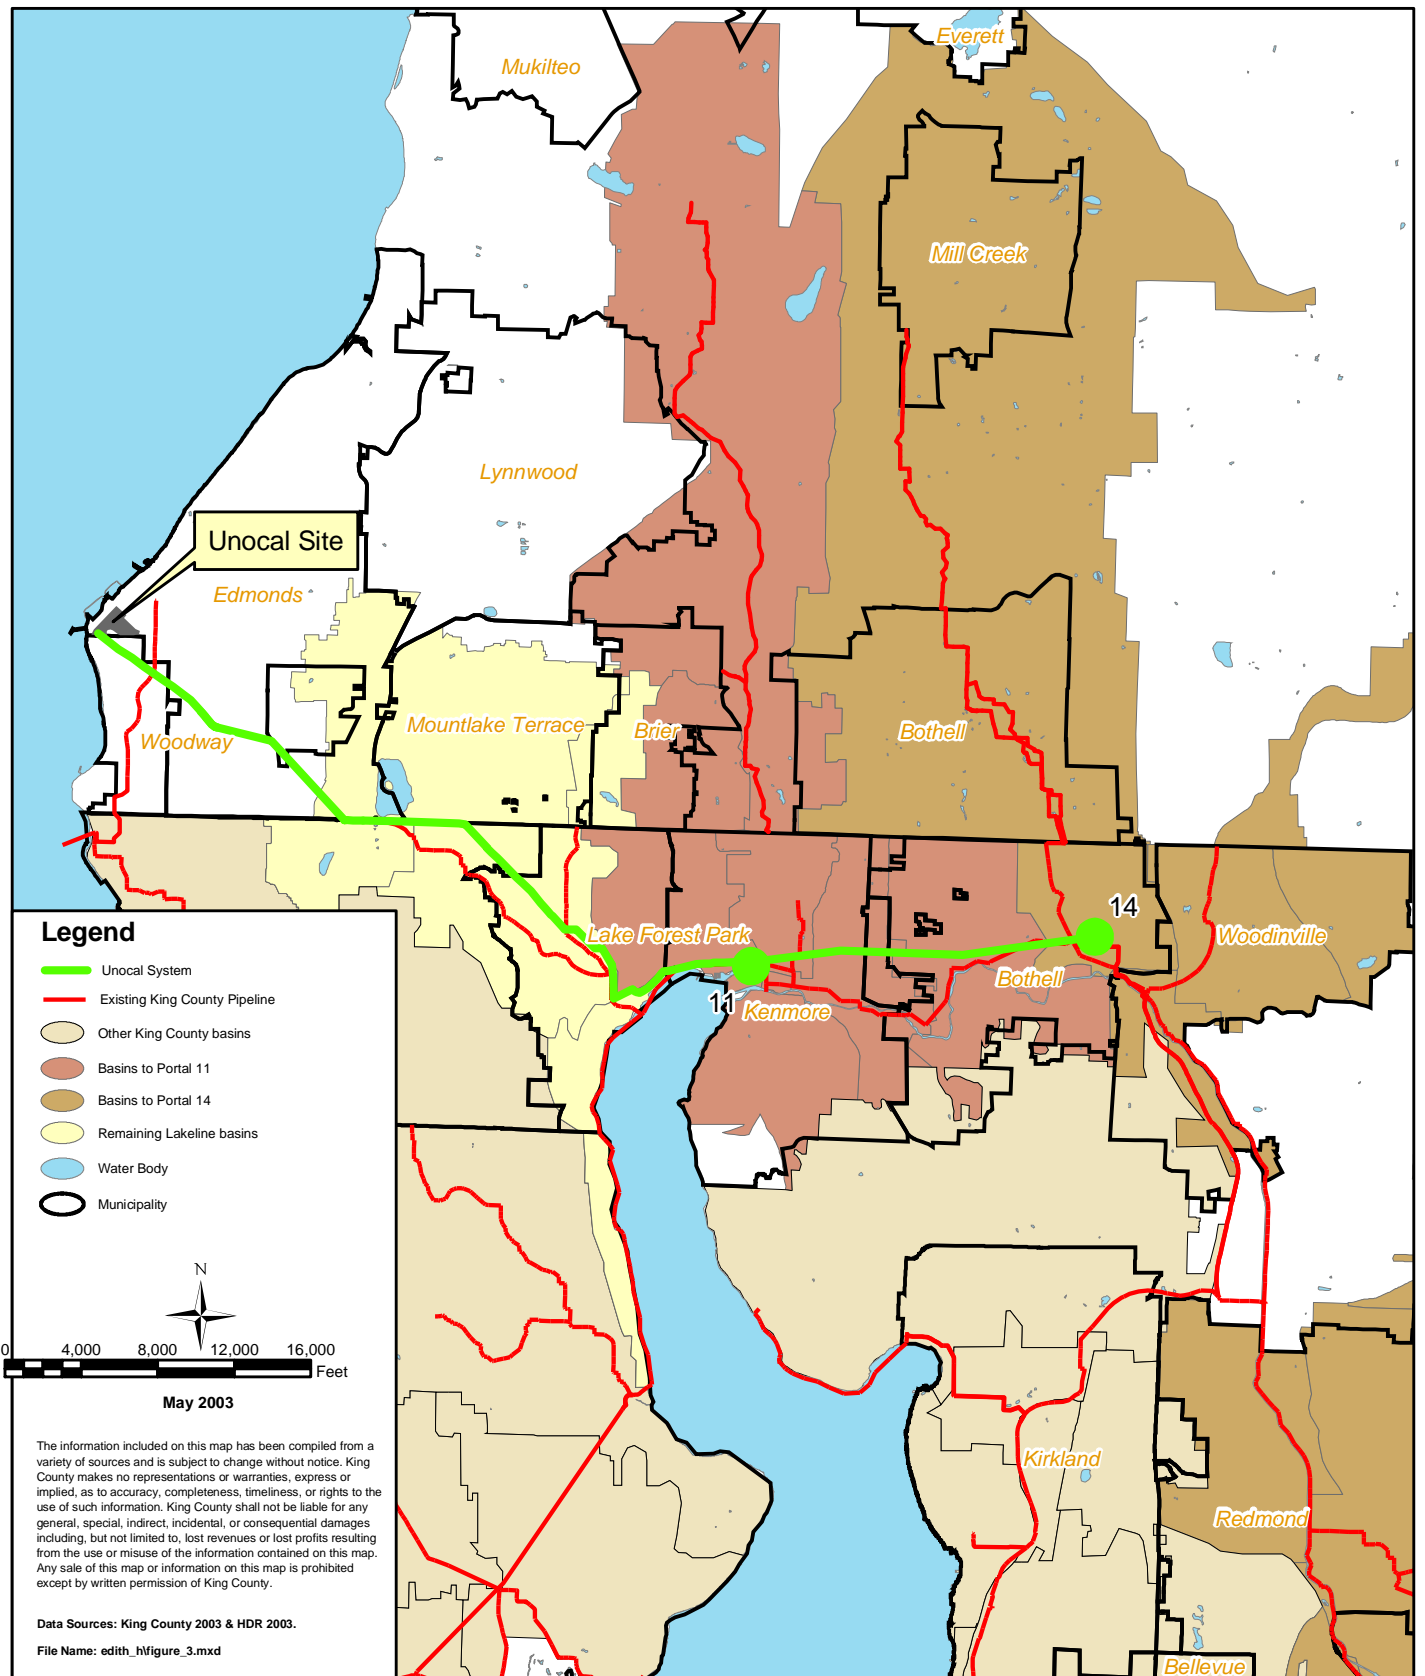 Everett
Mukilteo
Mill Creek
Lynnwood
Unocal Site
Edmonds
Mountlake Terrace
Brier
Bothell
Woodway
14
Lake Forest Park
Woodinville
Bothell
11
Kenmore
Kirkland
Redmond
Bellevue
Legend
Unocal System
Existing King County Pipeline
Other King County basins
Basins to Portal 11
Basins to Portal 14
Remaining Lakeline basins
Water Body
Municipality
N
0 4,000 8,000 12,000 16,000
Feet
May 2003
The information included on this map has been compiled from a
variety of sources and is subject to change without notice. King
County makes no representations or warranties, express or
implied, as to accuracy, completeness, timeliness, or rights to the
use of such information. King County shall not be liable for any
general, special, indirect, incidental, or consequential damages
including, but not limited to, lost revenues or lost profits resulting
from the use or misuse of the information contained on this map.
Any sale of this map or information on this map is prohibited
except by written permission of King County.
Data Sources: King County 2003 & HDR 2003.
File Name: edith_h\figure_3.mxd